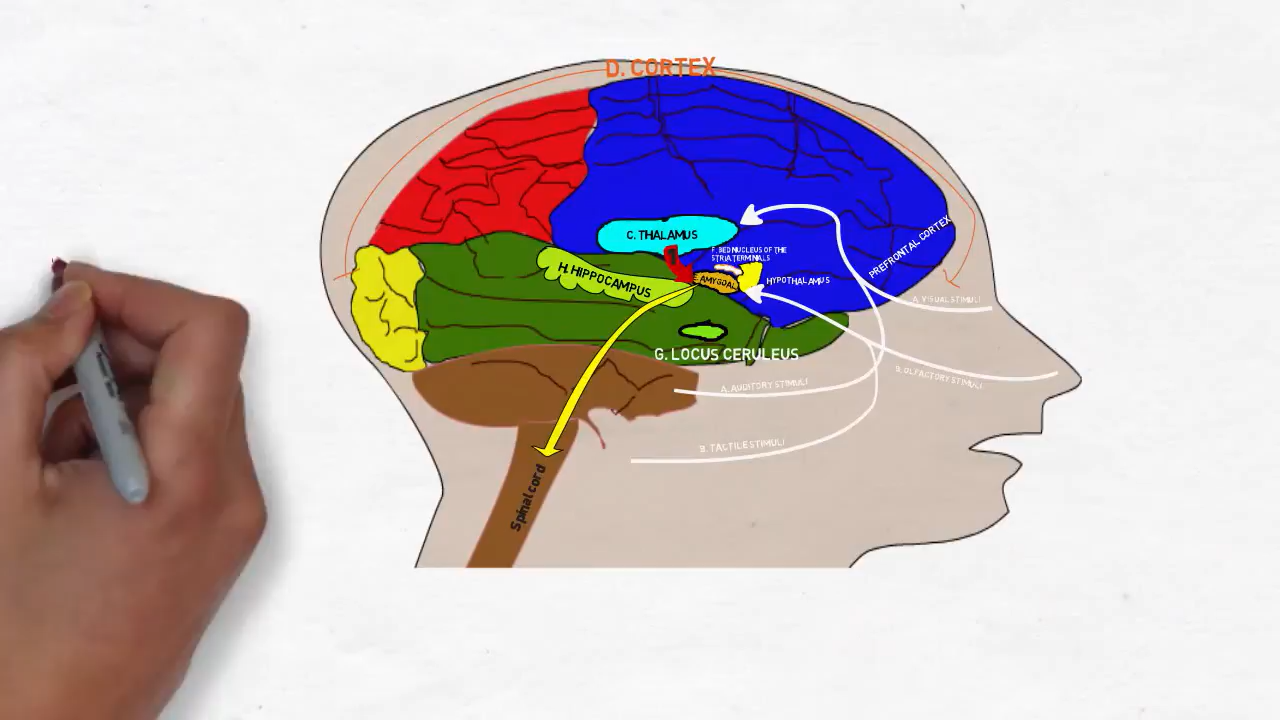 D. CORTEX
C. THALAMUS
PREFRONTAL CORTEX
F. BED NUCLEUS OF THE
STRIA TERMINALS
H. HIPPOCAMPUS
E. AMYGDAL
HYPOTHALAMUS
A. VISUAL STIMULI
G. LOCUS CERULEUS
B. OLFACTORY STIMULI
A. AUDITORY STIMULI
B. TACTILE STIMULI
Spinal cord